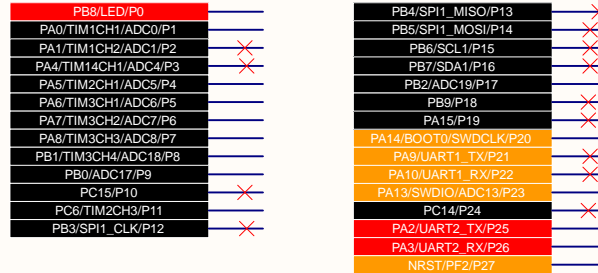 PB8/LED/P0
PA0/TIM1CH1/ADC0/P1
PA1/TIM1CH2/ADC1/P2
PA4/TIM14CH1/ADC4/P3
PA5/TIM2CH1/ADC5/P4
PA6/TIM3CH1/ADC6/P5
PA7/TIM3CH2/ADC7/P6
PA8/TIM3CH3/ADC8/P7
PB1/TIM3CH4/ADC18/P8
PB0/ADC17/P9
PC15/P10
PC6/TIM2CH3/P11
PB3/SPI1_CLK/P12
PB4/SPI1_MISO/P13
PB5/SPI1_MOSI/P14
PB6/SCL1/P15
PB7/SDA1/P16
PB2/ADC19/P17
PB9/P18
PA15/P19
PA14/BOOT0/SWDCLK/P20
PA9/UART1_TX/P21
PA10/UART1_RX/P22
PA13/SWDIO/ADC13/P23
PC14/P24
PA2/UART2_TX/P25
PA3/UART2_RX/P26
NRST/PF2/P27